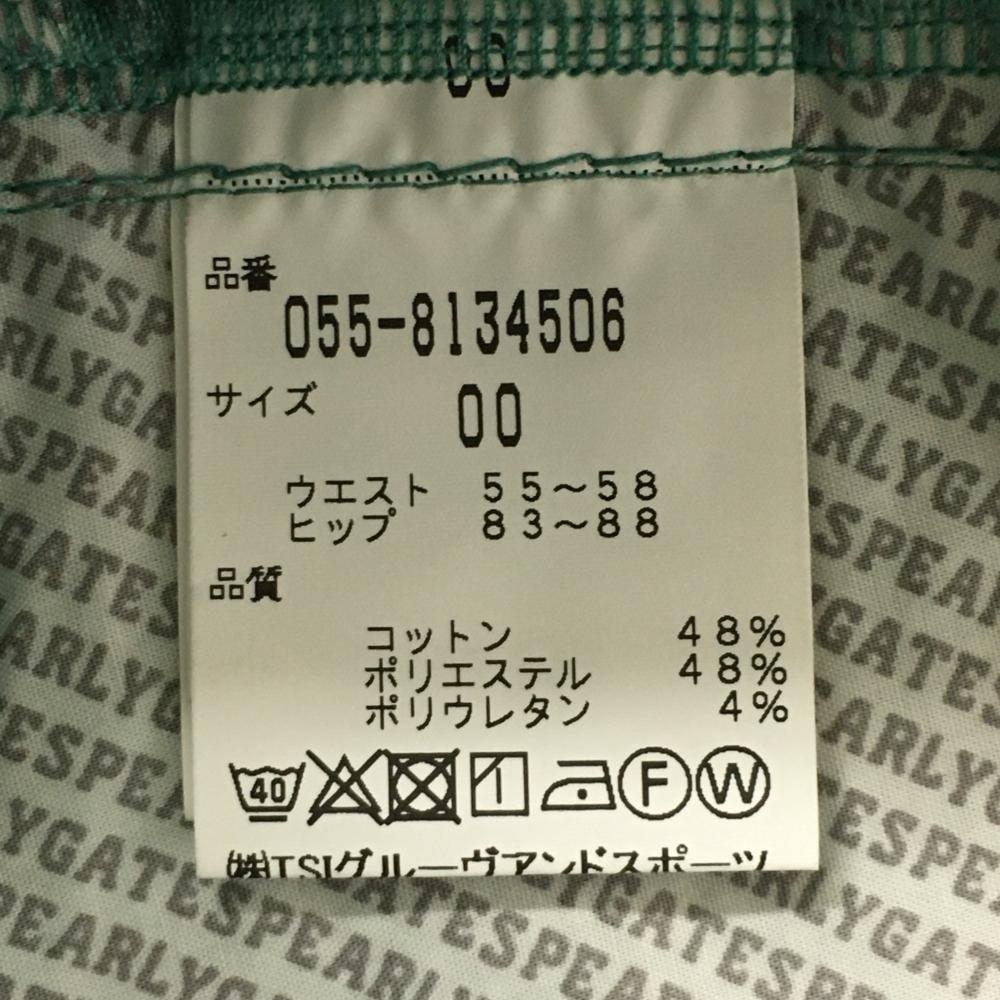 00
品番
055-8134506
サイズ
00
ウエスト 55～58
ヒップ 83～88
品質
コットン 48%
ポリエステル 48%
ポリウレタン 4%
40 F W
㈱TSIグルーヴアンドスポーツ
PEARLYGATES